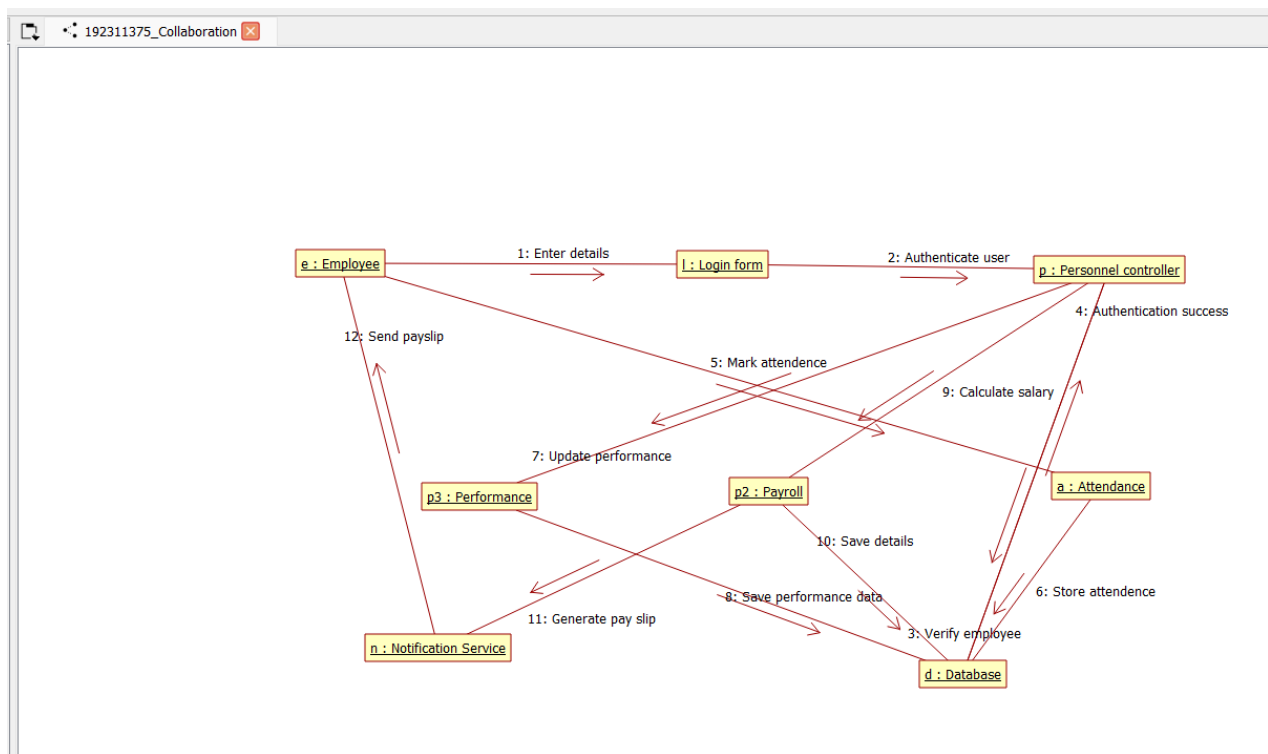 192311375_Collaboration
1: Enter details
2: Authenticate user
e : Employee
l : Login form
p : Personnel controller
4: Authentication success
12: Send payslip
5: Mark attendence
9: Calculate salary
7: Update performance
p3 : Performance
p2 : Payroll
a : Attendance
10: Save details
6: Store attendence
8: Save performance data
11: Generate pay slip
3: Verify employee
n : Notification Service
d : Database